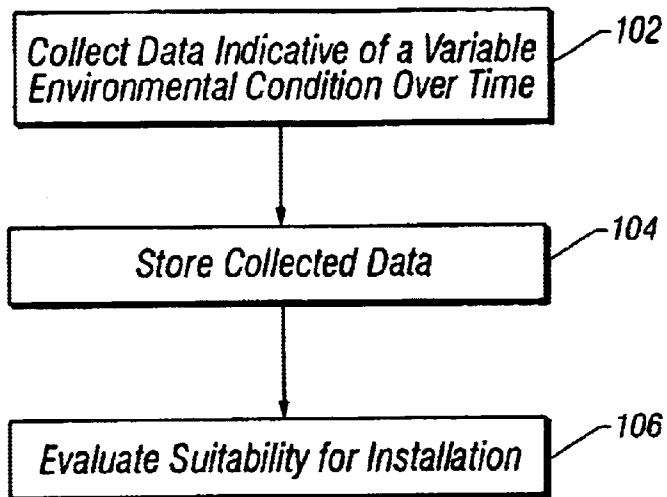 Collect Data Indicative of a Variable
Environmental Condition Over Time
102
Store Collected Data
104
Evaluate Suitability for Installation
106